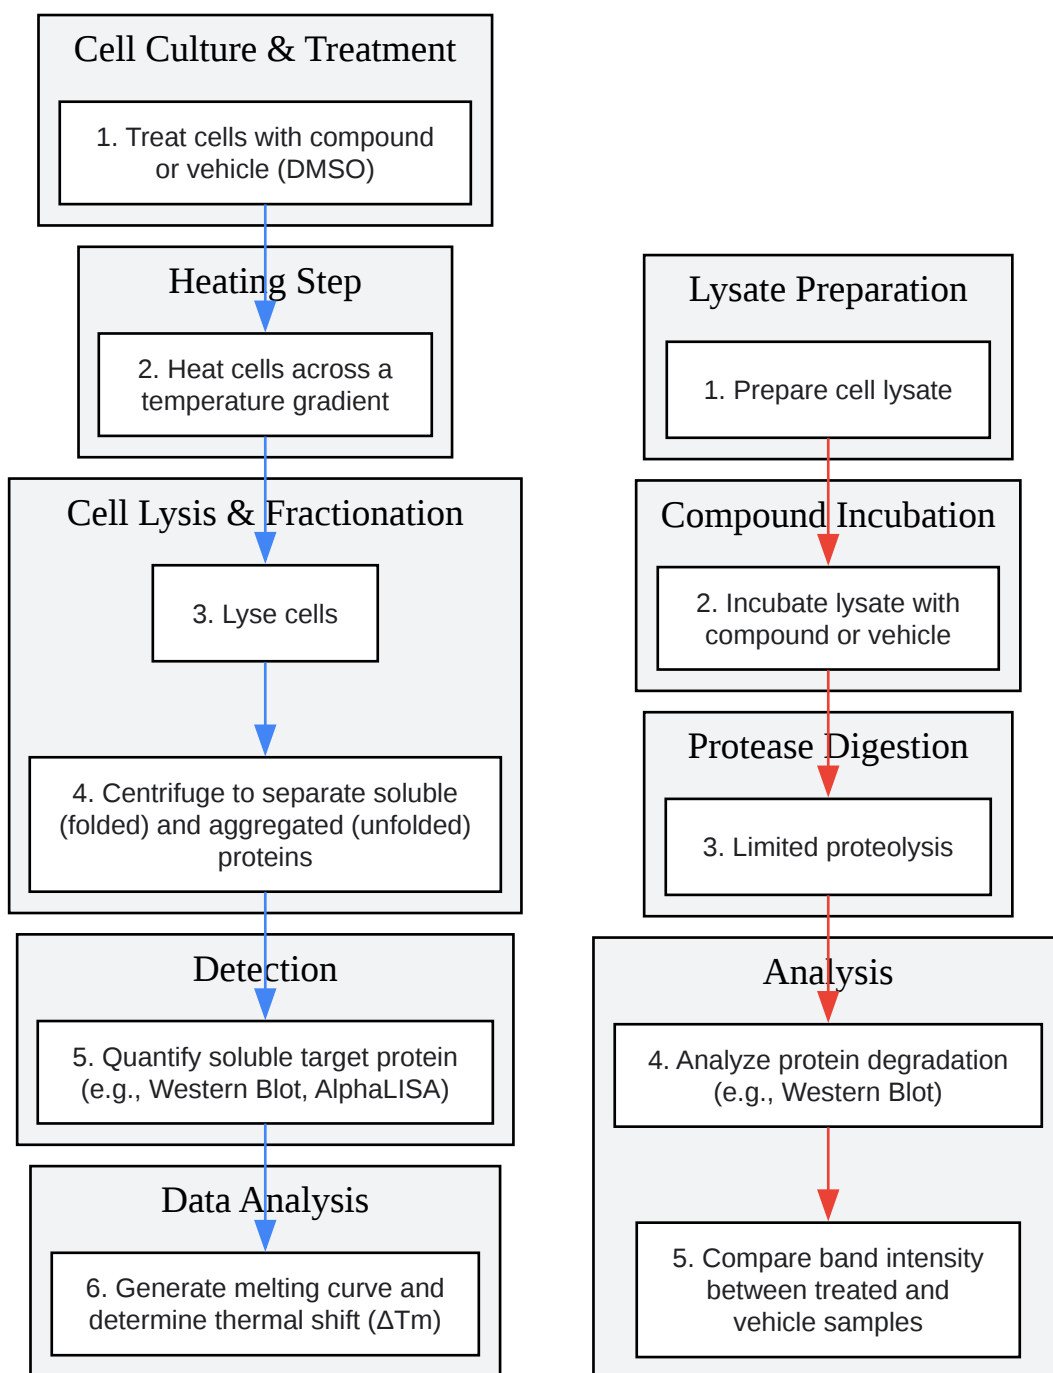 Cell Culture & Treatment
1. Treat cells with compound
or vehicle (DMSO)
Heating Step
2. Heat cells across a
temperature gradient
Cell Lysis & Fractionation
3. Lyse cells
4. Centrifuge to separate soluble
(folded) and aggregated (unfolded)
proteins
Detection
5. Quantify soluble target protein
(e.g., Western Blot, AlphaLISA)
Data Analysis
6. Generate melting curve and
determine thermal shift (ΔTm)
Lysate Preparation
1. Prepare cell lysate
Compound Incubation
2. Incubate lysate with
compound or vehicle
Protease Digestion
3. Limited proteolysis
Analysis
4. Analyze protein degradation
(e.g., Western Blot)
5. Compare band intensity
between treated and
vehicle samples